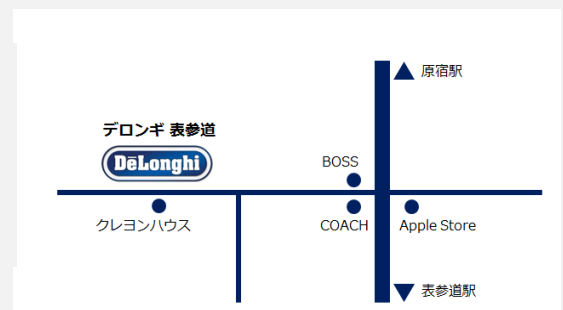 原宿駅
デロンギ 表参道
DēLonghi
BOSS
クレヨンハウス
COACH
Apple Store
表参道駅